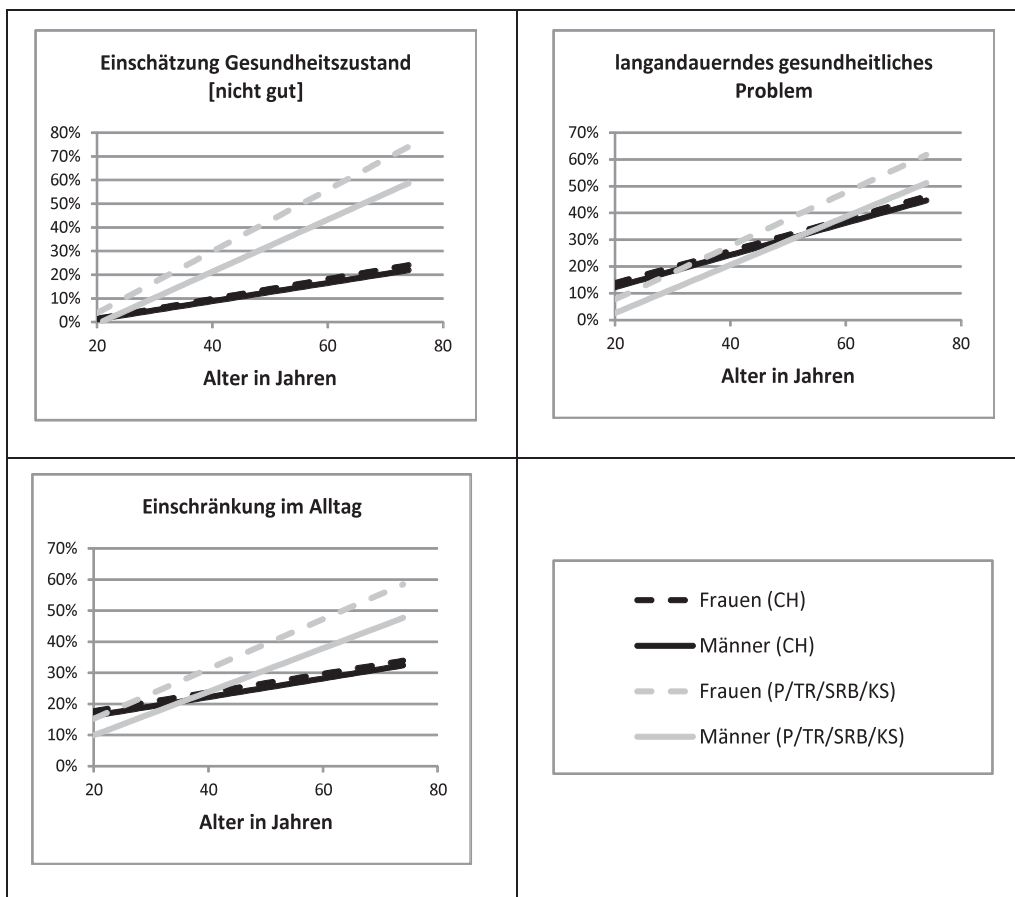 Einschätzung Gesundheitszustand
[nicht gut]
80%
70%
60%
50%
40%
30%
20%
10%
0%
20 40 60 80
Alter in Jahren
langandauerndes gesundheitliches
Problem
70%
60%
50%
40%
30%
20%
10%
0%
20 40 60 80
Alter in Jahren
Einschränkung im Alltag
70%
60%
50%
40%
30%
20%
10%
0%
20 40 60 80
Alter in Jahren
Frauen (CH)
Männer (CH)
Frauen (P/TR/SRB/KS)
Männer (P/TR/SRB/KS)